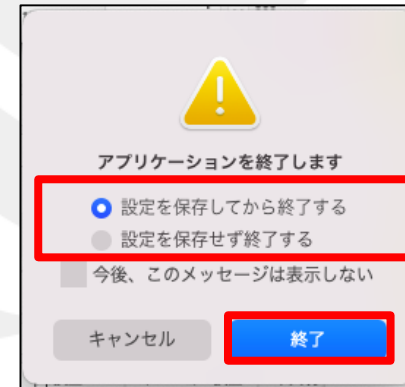 アプリケーションを終了します
設定を保存してから終了する
設定を保存せず終了する
今後、このメッセージは表示しない
キャンセル
終了